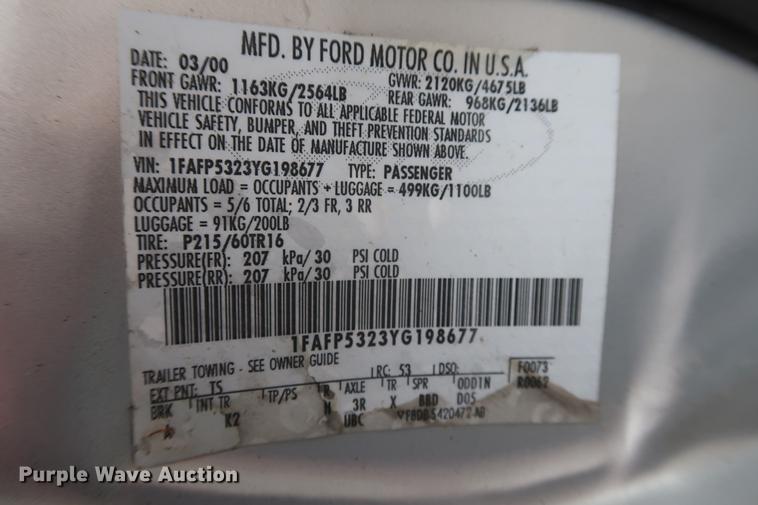 MFD. BY FORD MOTOR CO. IN U.S.A.
DATE: 03/00 GVWR: 2120KG/4675LB
FRONT GAWR: 1163KG/2564LB REAR GAWR: 968KG/2136LB
THIS VEHICLE CONFORMS TO ALL APPLICABLE FEDERAL MOTOR
VEHICLE SAFETY, BUMPER, AND THEFT PREVENTION STANDARDS
IN EFFECT ON THE DATE OF MANUFACTURE SHOWN ABOVE.
VIN: 1FAFP5323YG198677 TYPE: PASSENGER
MAXIMUM LOAD = OCCUPANTS + LUGGAGE = 499KG/1100LB
OCCUPANTS = 5/6 TOTAL; 2/3 FR, 3 RR
LUGGAGE = 91KG/200LB
TIRE: P215/60TR16
PRESSURE(FR): 207 kPa/30 PSI COLD
PRESSURE(RR): 207 kPa/30 PSI COLD
1FAFP5323YG198677
TRAILER TOWING - SEE OWNER GUIDE
EXT PNT: TS RC: 53 DSO: F0073
BRK INT TR TP/PS R AXLE TR SPR ODDIN R0062
A K2 H 3R X BBD DOS
UBC
Purple Wave Auction